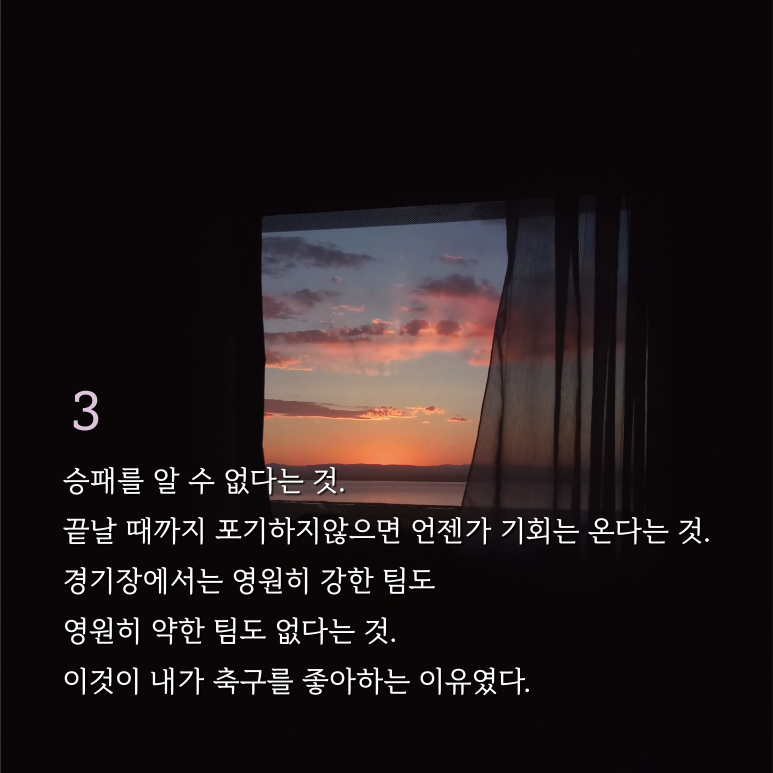 3
승패를 알 수 없다는 것.
끝날 때까지 포기하지않으면 언젠가 기회는 온다는 것.
경기장에서는 영원히 강한 팀도
영원히 약한 팀도 없다는 것.
이것이 내가 축구를 좋아하는 이유였다.